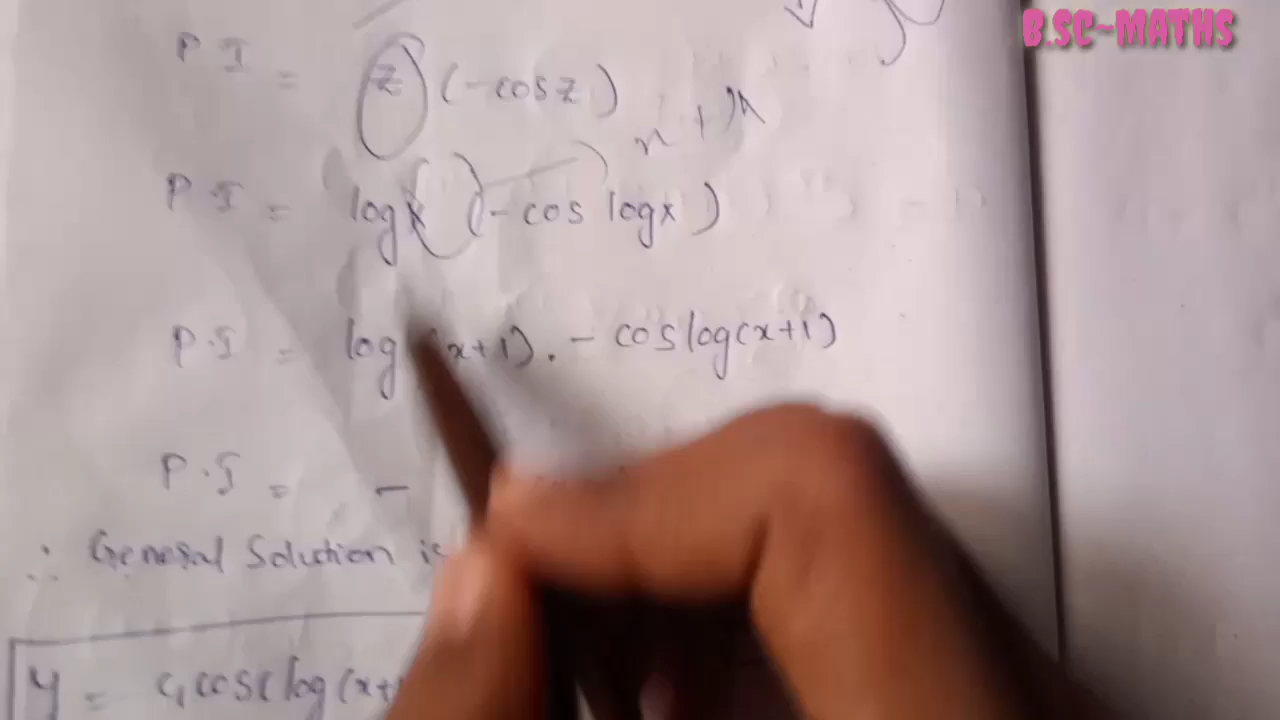 B.SC~MATHS
P I = z (-cos z)
x + 1
P.I = log x (-cos log x)
P.I = log (x+1) . - cos log (x+1)
P.I = -
∴ General Solution is
y = c₁ cos (log (x+